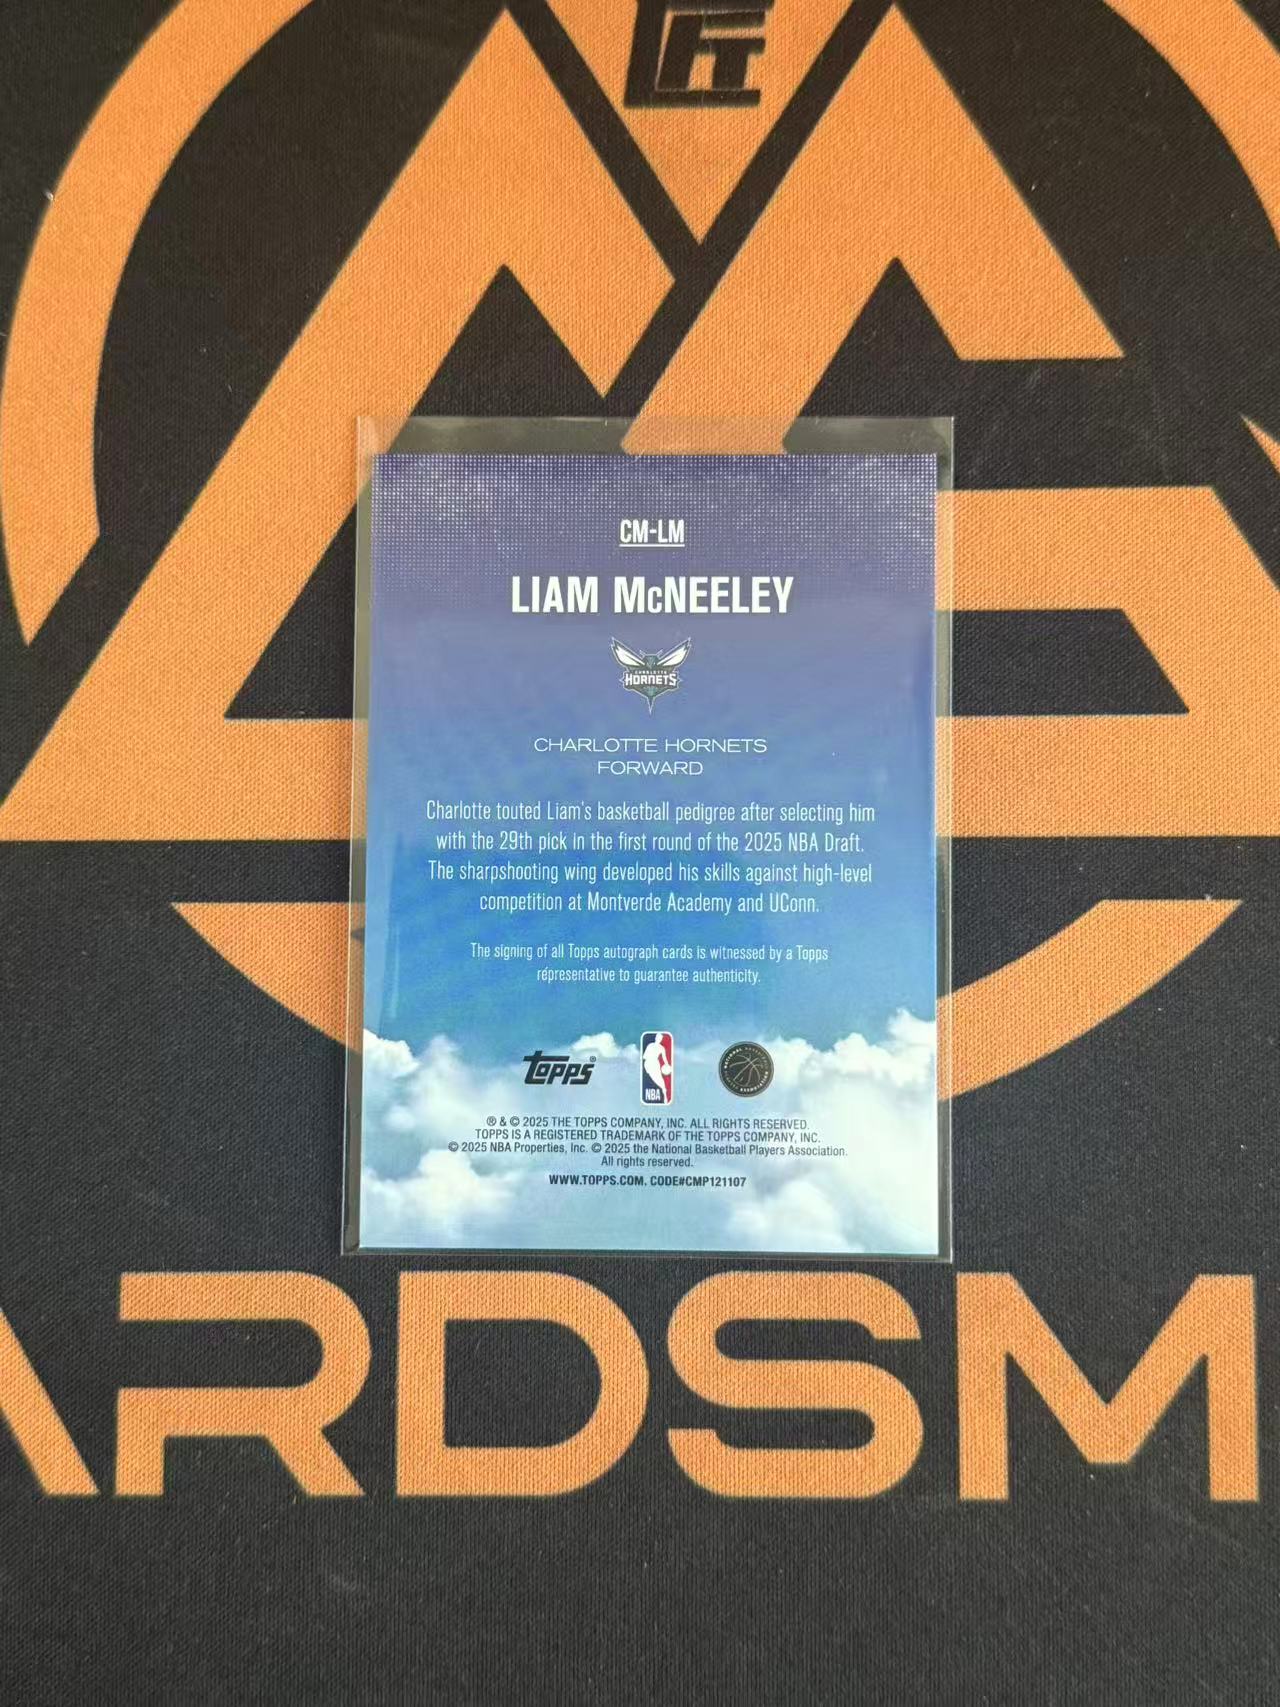 CM-LM
LIAM McNEELEY
CHARLOTTE
HORNETS
CHARLOTTE HORNETS
FORWARD
Charlotte touted Liam's basketball pedigree after selecting him
with the 29th pick in the first round of the 2025 NBA Draft.
The sharpshooting wing developed his skills against high-level
competition at Montverde Academy and UConn.
The signing of all Topps autograph cards is witnessed by a Topps
representative to guarantee authenticity.
Topps®
NBA
® & © 2025 THE TOPPS COMPANY, INC. ALL RIGHTS RESERVED.
TOPPS IS A REGISTERED TRADEMARK OF THE TOPPS COMPANY, INC.
© 2025 NBA Properties, Inc. © 2025 the National Basketball Players Association.
All rights reserved.
WWW.TOPPS.COM. CODE#CMP121107
ARDSM